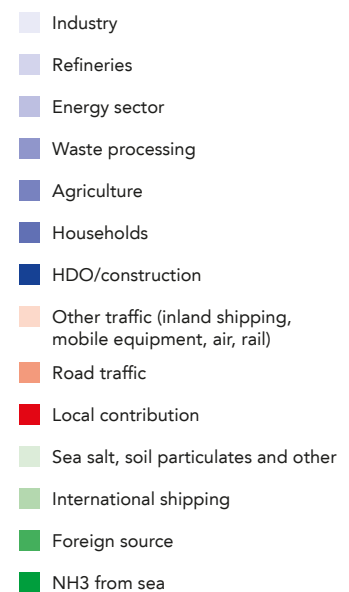 Industry
Refineries
Energy sector
Waste processing
Agriculture
Households
HDO/construction
Other traffic (inland shipping,
mobile equipment, air, rail)
Road traffic
Local contribution
Sea salt, soil particulates and other
International shipping
Foreign source
NH3 from sea